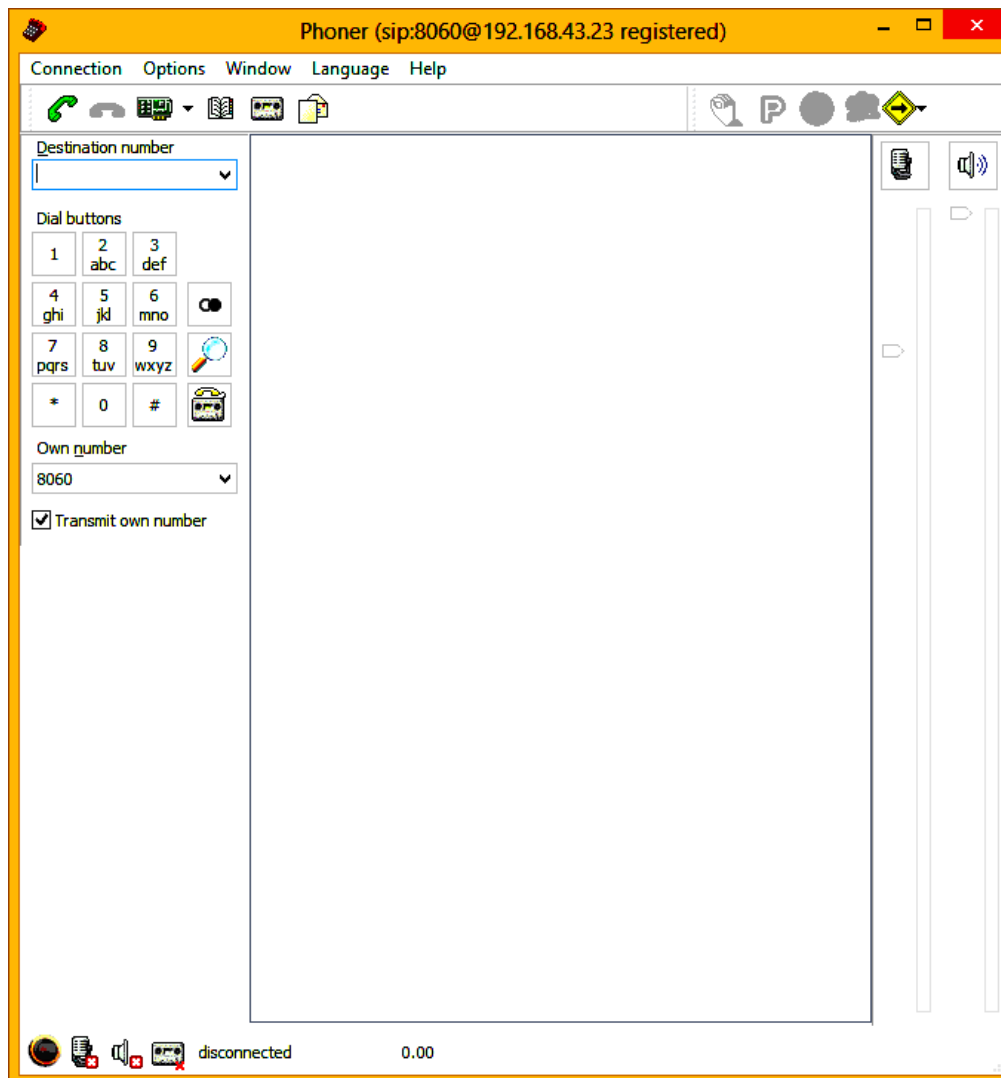 Phoner (sip:8060@192.168.43.23 registered)
Connection Options Window Language Help
P
Destination number
Dial buttons
1 2 3
abc def
4 5 6
ghi jkl mno
7 8 9
pqrs tuv wxyz
* 0 #
Own number
8060
Transmit own number
disconnected 0.00